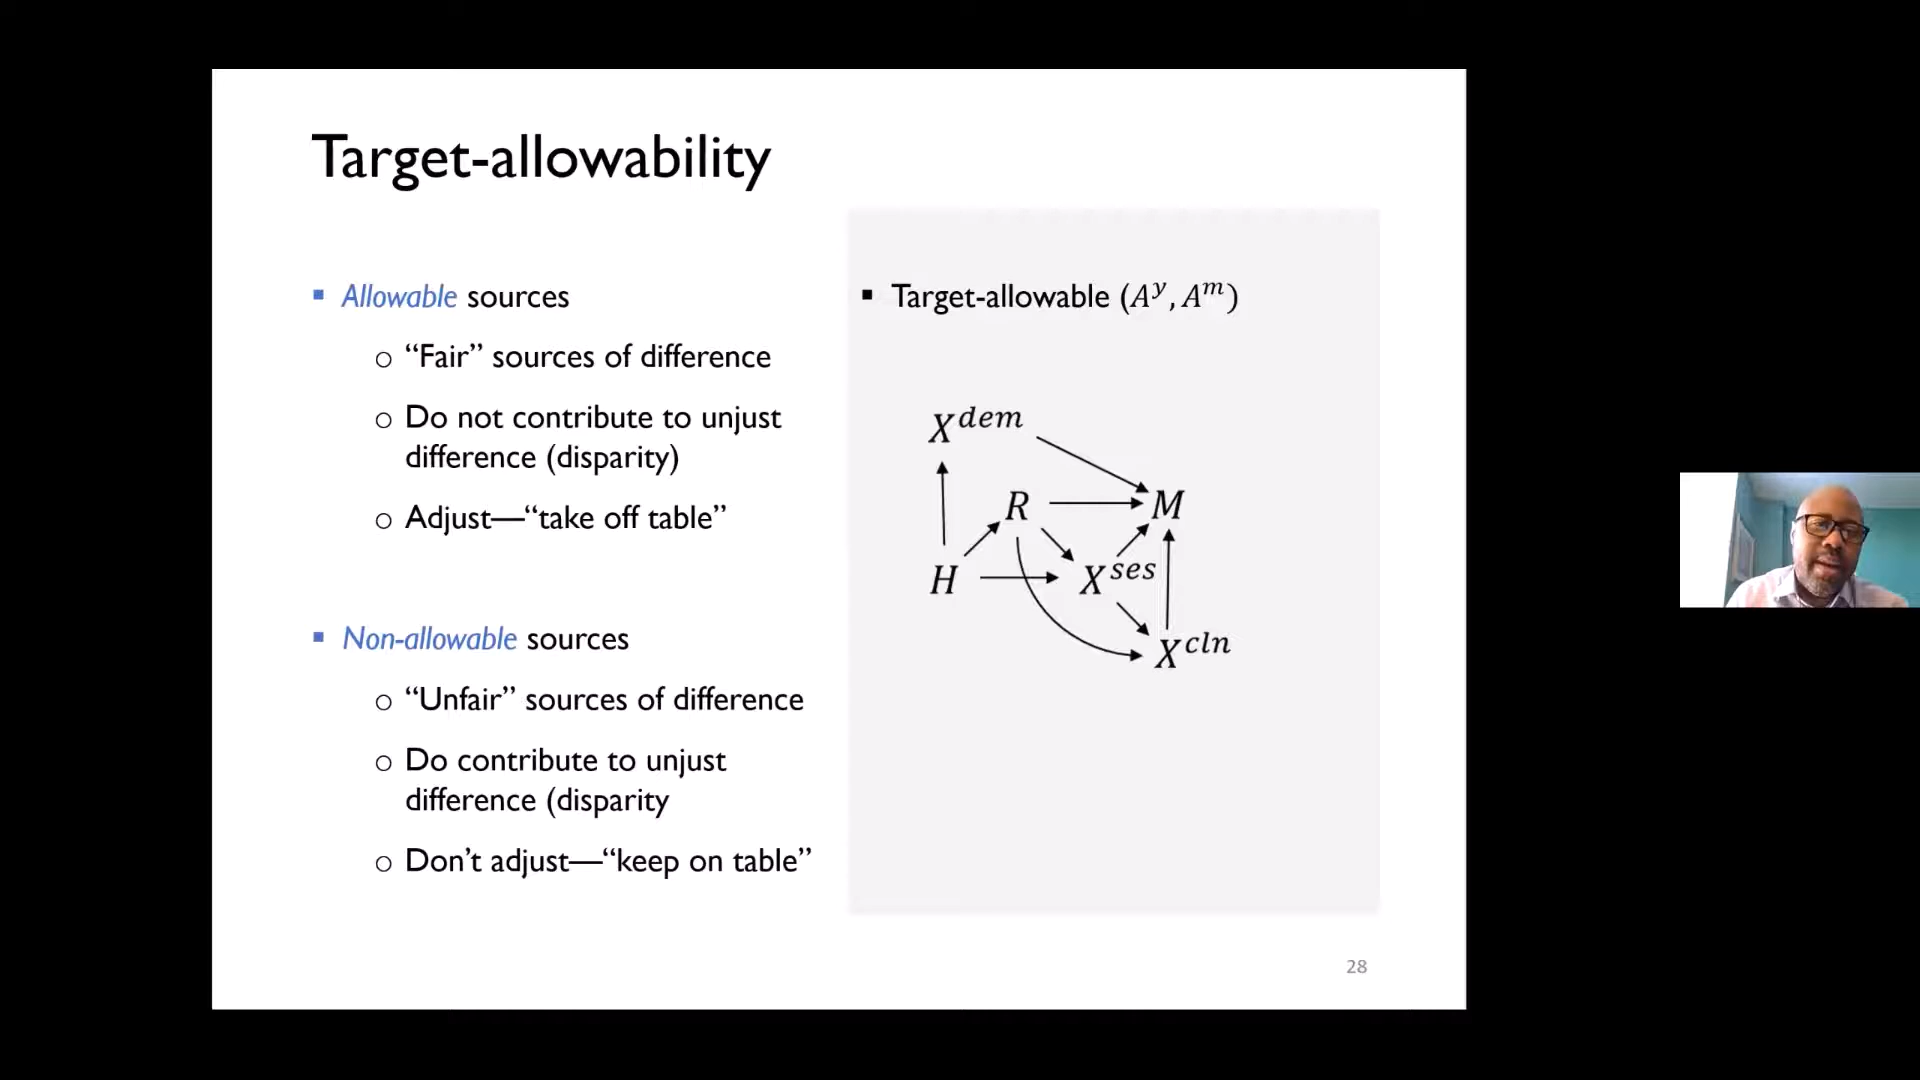 Target-allowability
▪ Allowable sources
o “Fair” sources of difference
o Do not contribute to unjust
difference (disparity)
o Adjust—“take off table”
▪ Non-allowable sources
o “Unfair” sources of difference
o Do contribute to unjust
difference (disparity
o Don’t adjust—“keep on table”
▪ Target-allowable (A^y, A^m)
X^dem
R
M
H
X^ses
X^cln
28